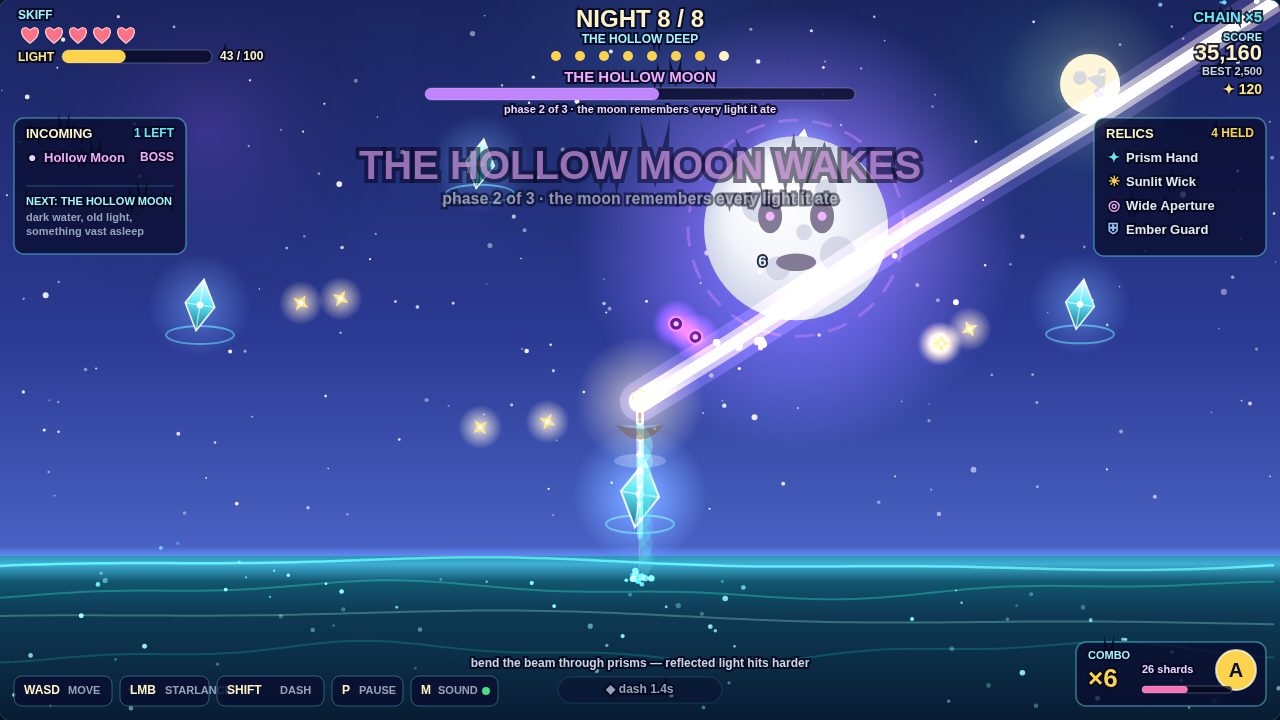 SKIFF
LIGHT 43 / 100
NIGHT 8 / 8
THE HOLLOW DEEP
THE HOLLOW MOON
phase 2 of 3 · the moon remembers every light it ate
CHAIN ×5
SCORE
35,160
BEST 2,500
✦ 120
INCOMING 1 LEFT
Hollow Moon BOSS
NEXT: THE HOLLOW MOON
dark water, old light,
something vast asleep
THE HOLLOW MOON WAKES
phase 2 of 3 · the moon remembers every light it ate
RELICS 4 HELD
Prism Hand
Sunlit Wick
Wide Aperture
Ember Guard
6
bend the beam through prisms — reflected light hits harder
WASD MOVE
LMB STARLAN
SHIFT DASH
P PAUSE
M SOUND
◆ dash 1.4s
COMBO
×6
26 shards
A